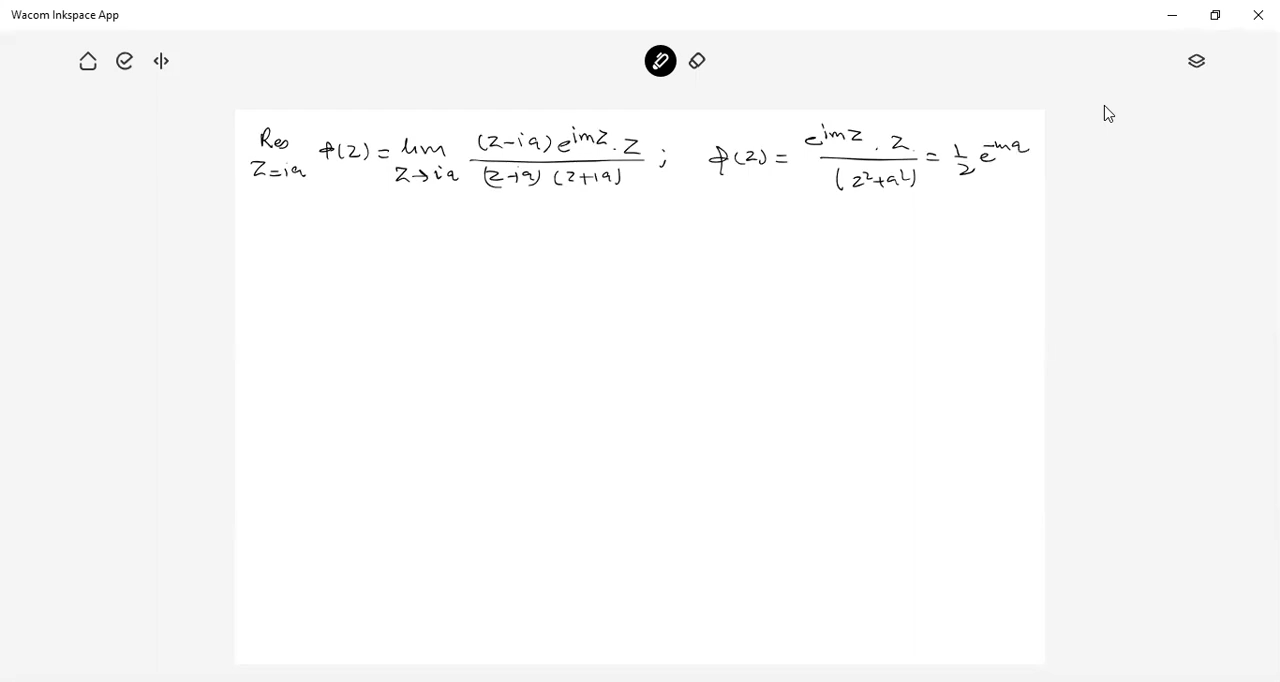 Wacom Inkspace App
Res z=ia φ(z) = lim z→ia (z-ia) e^{imz} . z / (z-ia) (z+ia) ; φ(z) = e^{imz} . z / (z²+a²) = 1/2 e^{-ma}